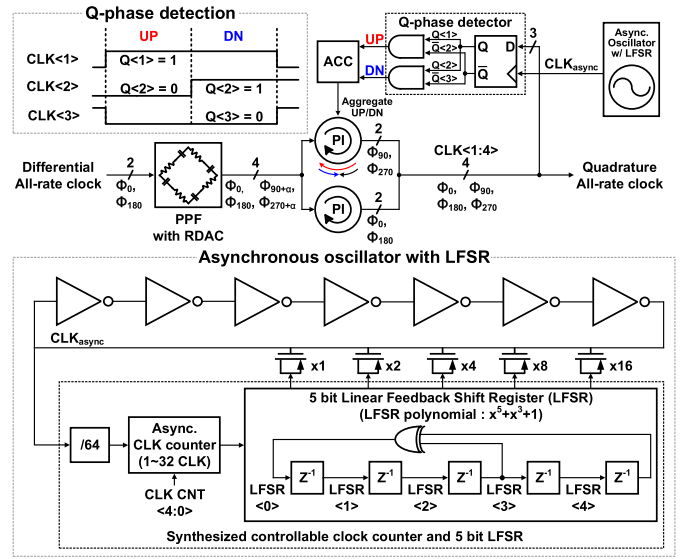 Q-phase detection
UP
DN
CLK<1>
Q<1> = 1
CLK<2>
Q<2> = 0
Q<2> = 1
CLK<3>
Q<3> = 0
Q-phase detector
ACC
UP
DN
Q<1>
Q̅<2>
Q<2>
Q̅<3>
Q
D
Q̅
3
CLKasync
Async.
Oscillator
w/ LFSR
Aggregate
UP/DN
Differential
All-rate clock
2
Φ0,
Φ180
PPF
with RDAC
4
Φ0, Φ90+α,
Φ180, Φ270+α
PI
2
Φ90,
Φ270
PI
2
Φ0,
Φ180
CLK<1:4>
4
Φ0, Φ90,
Φ180, Φ270
Quadrature
All-rate clock
Asynchronous oscillator with LFSR
CLKasync
x1
x2
x4
x8
x16
/64
Async.
CLK counter
(1~32 CLK)
CLK CNT
<4:0>
5 bit Linear Feedback Shift Register (LFSR)
(LFSR polynomial : x⁵+x³+1)
Z⁻¹
Z⁻¹
Z⁻¹
Z⁻¹
Z⁻¹
LFSR
<0>
LFSR
<1>
LFSR
<2>
LFSR
<3>
LFSR
<4>
Synthesized controllable clock counter and 5 bit LFSR